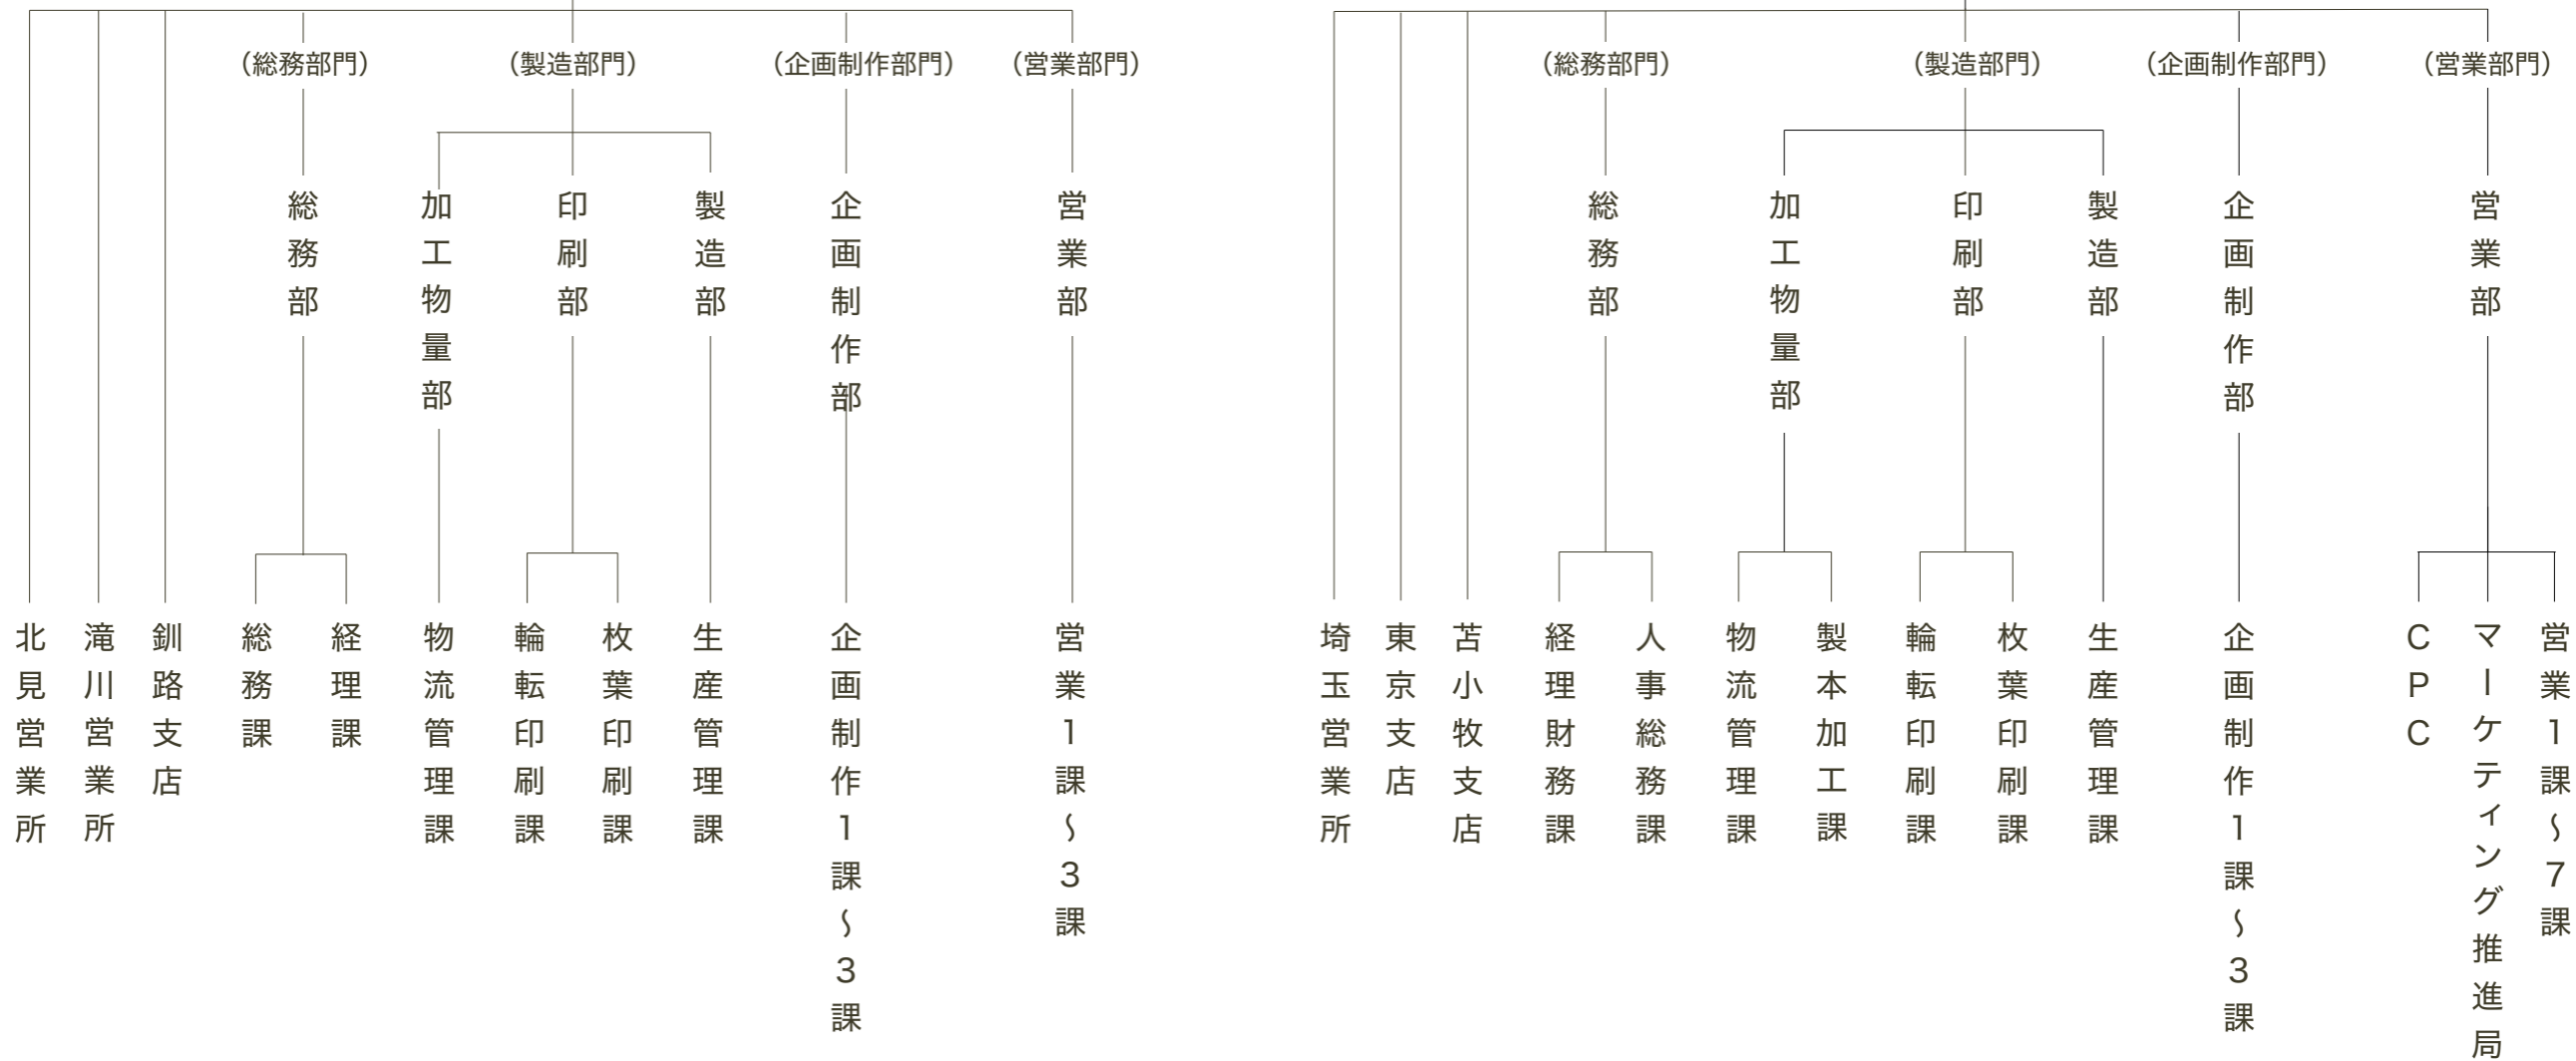 （総務部門）
（製造部門）
（企画制作部門）
（営業部門）
総務部
加工物量部
印刷部
製造部
企画制作部
営業部
北見営業所
滝川営業所
釧路支店
総務課
経理課
物流管理課
輪転印刷課
枚葉印刷課
生産管理課
企画制作1課〜3課
営業1課〜3課
（総務部門）
（製造部門）
（企画制作部門）
（営業部門）
総務部
加工物量部
印刷部
製造部
企画制作部
営業部
埼玉営業所
東京支店
苫小牧支店
経理財務課
人事総務課
物流管理課
製本加工課
輪転印刷課
枚葉印刷課
生産管理課
企画制作1課〜3課
CPC
マーケティング推進局
営業1課〜7課